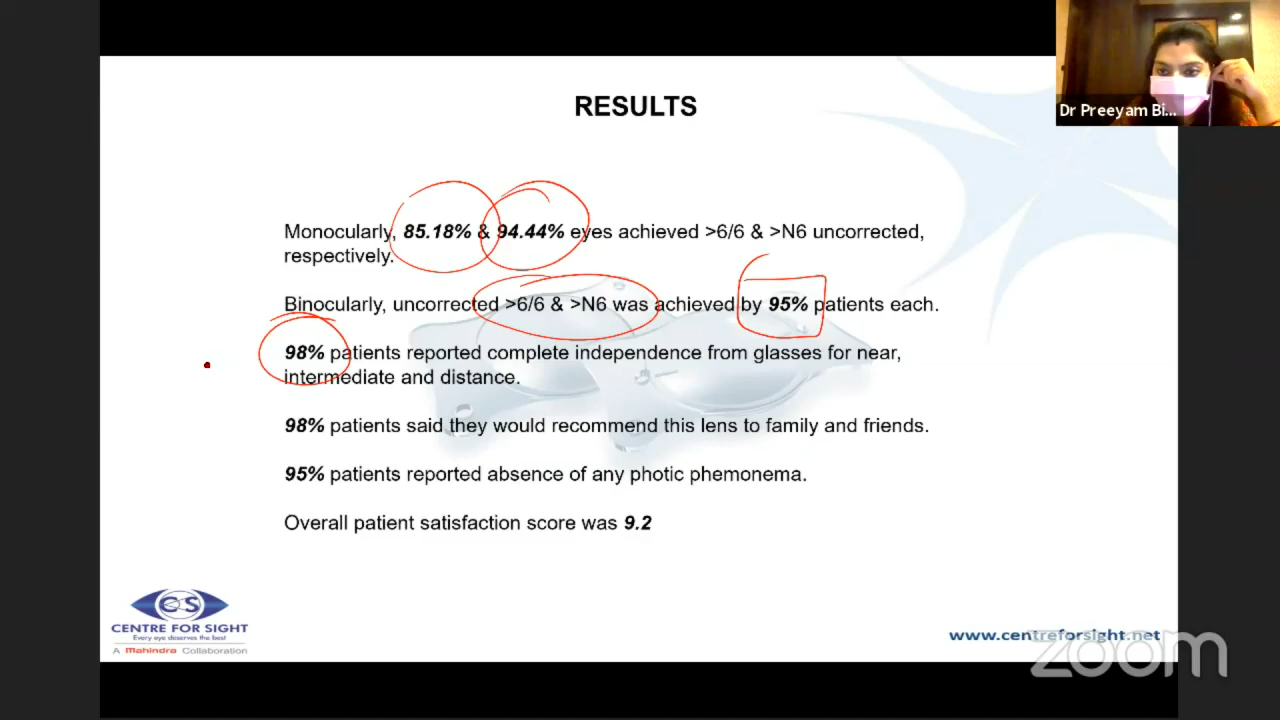 Dr Preeyam Bi...
RESULTS
Monocularly, 85.18% & 94.44% eyes achieved >6/6 & >N6 uncorrected,
respectively.
Binocularly, uncorrected >6/6 & >N6 was achieved by 95% patients each.
98% patients reported complete independence from glasses for near,
intermediate and distance.
98% patients said they would recommend this lens to family and friends.
95% patients reported absence of any photic phemonema.
Overall patient satisfaction score was 9.2
CS
CENTRE FOR SIGHT
Every eye deserves the best
A Mahindra Collaboration
www.centreforsight.net
zoom